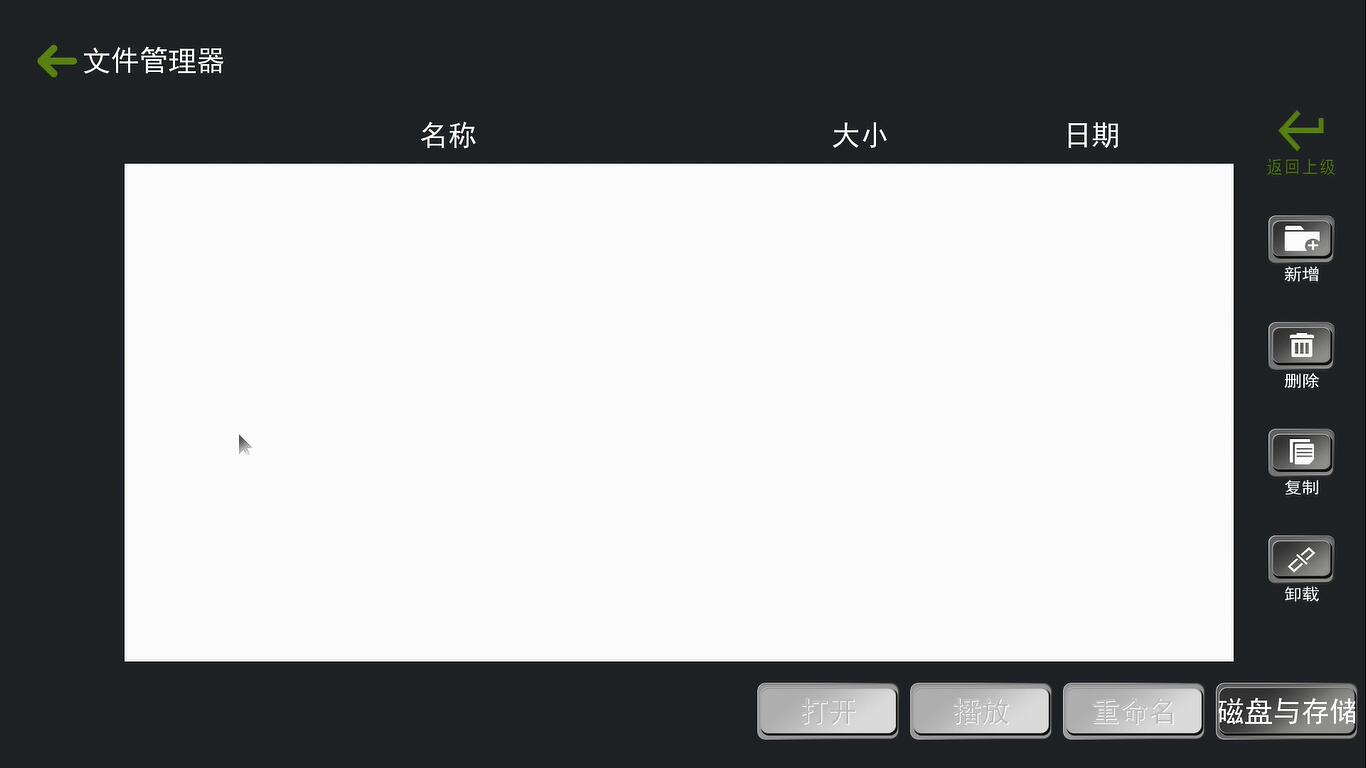 文件管理器
名称 大小 日期
返回上级
新增
删除
复制
卸载
打开 播放 重命名 磁盘与存储